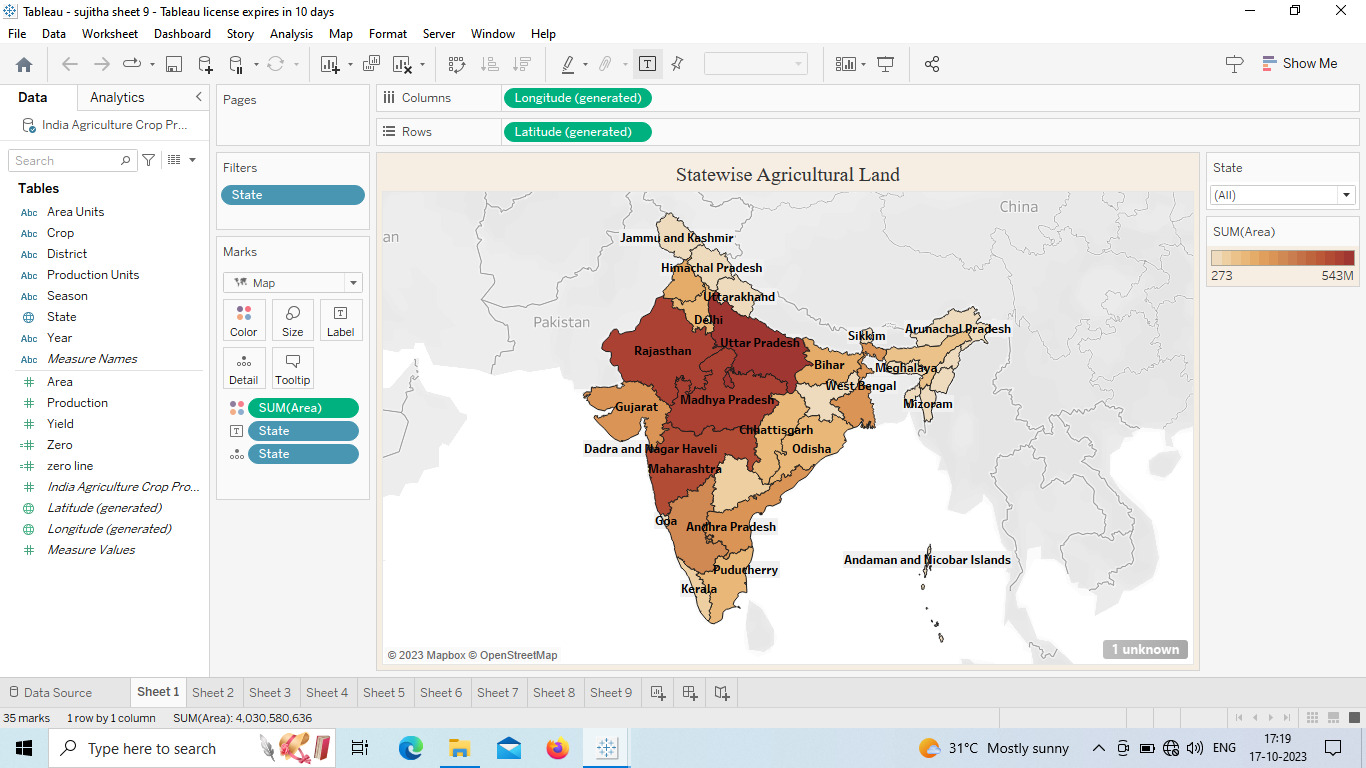 Tableau - sujitha sheet 9 - Tableau license expires in 10 days
File Data Worksheet Dashboard Story Analysis Map Format Server Window Help
Show Me
Data Analytics
India Agriculture Crop Pr...
Search
Tables
Abc Area Units
Abc Crop
Abc District
Abc Production Units
Abc Season
State
Abc Year
Abc Measure Names
Area
Production
Yield
Zero
zero line
India Agriculture Crop Pro...
Latitude (generated)
Longitude (generated)
Measure Values
Pages
Filters
State
Marks
Map
Color Size Label
Detail Tooltip
SUM(Area)
State
State
Columns Longitude (generated)
Rows Latitude (generated)
Statewise Agricultural Land
China
an
Jammu and Kashmir
Himachal Pradesh
Uttarakhand
Pakistan
Delhi
Arunachal Pradesh
Sikkim
Uttar Pradesh
Rajasthan
Bihar
Meghalaya
West Bengal
Madhya Pradesh
Mizoram
Gujarat
Chhattisgarh
Dadra and Nagar Haveli
Odisha
Maharashtra
Goa
Andhra Pradesh
Andaman and Nicobar Islands
Puducherry
Kerala
© 2023 Mapbox © OpenStreetMap
1 unknown
State
(All)
SUM(Area)
273 543M
Data Source Sheet 1 Sheet 2 Sheet 3 Sheet 4 Sheet 5 Sheet 6 Sheet 7 Sheet 8 Sheet 9
35 marks 1 row by 1 column SUM(Area): 4,030,580,636
Type here to search
31°C Mostly sunny
ENG
17:19
17-10-2023